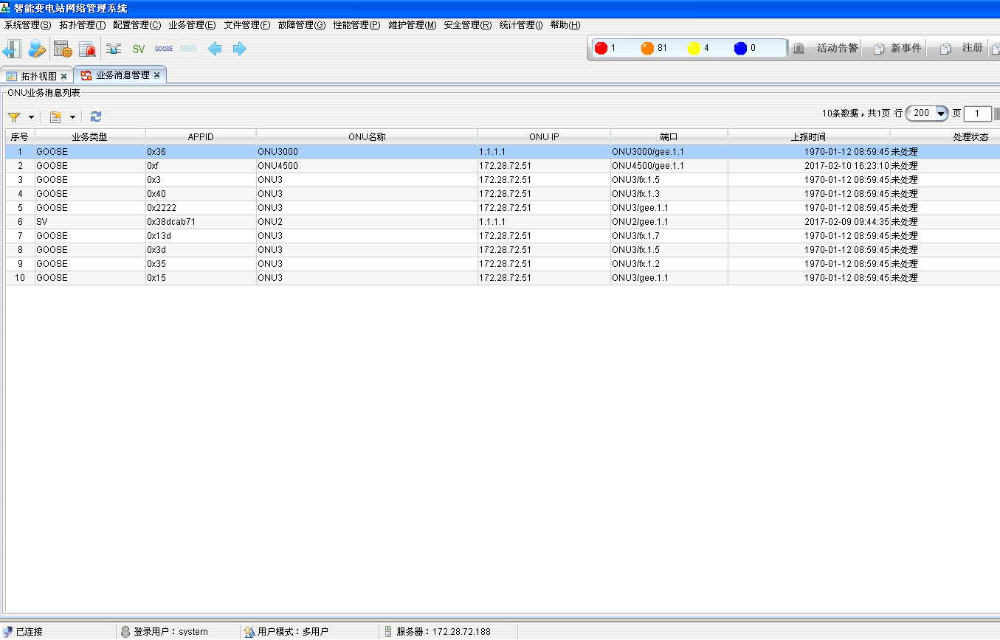 智能变电站网络管理系统
系统管理(S) 拓扑管理(T) 配置管理(C) 业务管理(E) 文件管理(F) 故障管理(G) 性能管理(P) 维护管理(M) 安全管理(R) 统计管理(I) 帮助(H)
SV GOOSE MMS 1 81 4 0 活动告警 新事件 注册
拓扑视图 业务消息管理
ONU业务消息列表
10条数据，共1页 行 200 页 1
序号 业务类型 APPID ONU名称 ONU IP 端口 上报时间 处理状态
1 GOOSE 0x36 ONU3000 1.1.1.1 ONU3000/gee.1.1 1970-01-12 08:59:45 未处理
2 GOOSE 0xf ONU4500 172.28.72.51 ONU4500/gee.1.1 2017-02-10 16:23:10 未处理
3 GOOSE 0x3 ONU3 172.28.72.51 ONU3/fx.1.5 1970-01-12 08:59:45 未处理
4 GOOSE 0x40 ONU3 172.28.72.51 ONU3/fx.1.3 1970-01-12 08:59:45 未处理
5 GOOSE 0x2222 ONU3 172.28.72.51 ONU3/gee.1.1 1970-01-12 08:59:45 未处理
6 SV 0x38dcab71 ONU2 1.1.1.1 ONU2/gee.1.1 2017-02-09 09:44:35 未处理
7 GOOSE 0x13d ONU3 172.28.72.51 ONU3/fx.1.7 1970-01-12 08:59:45 未处理
8 GOOSE 0x3d ONU3 172.28.72.51 ONU3/fx.1.5 1970-01-12 08:59:45 未处理
9 GOOSE 0x35 ONU3 172.28.72.51 ONU3/fx.1.2 1970-01-12 08:59:45 未处理
10 GOOSE 0x15 ONU3 172.28.72.51 ONU3/gee.1.1 1970-01-12 08:59:45 未处理
已连接 登录用户：system 用户模式：多用户 服务器：172.28.72.188